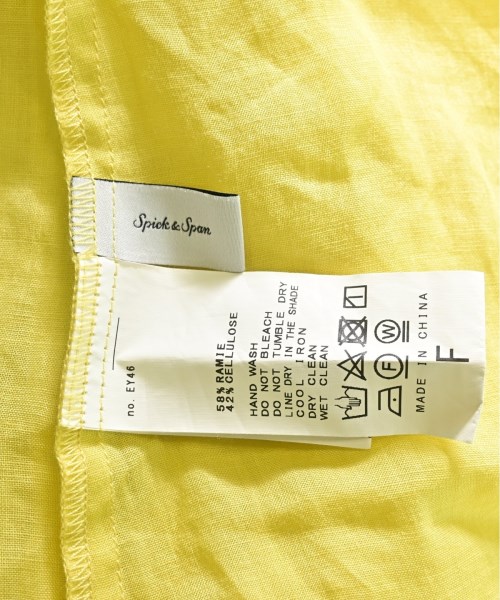 Spick & Span
no. EY46
58% RAMIE
42% CELLULOSE
HAND WASH
DO NOT BLEACH
DO NOT TUMBLE DRY
LINE DRY IN THE SHADE
COOL IRON
DRY CLEAN
WET CLEAN
F W
MADE IN CHINA
F